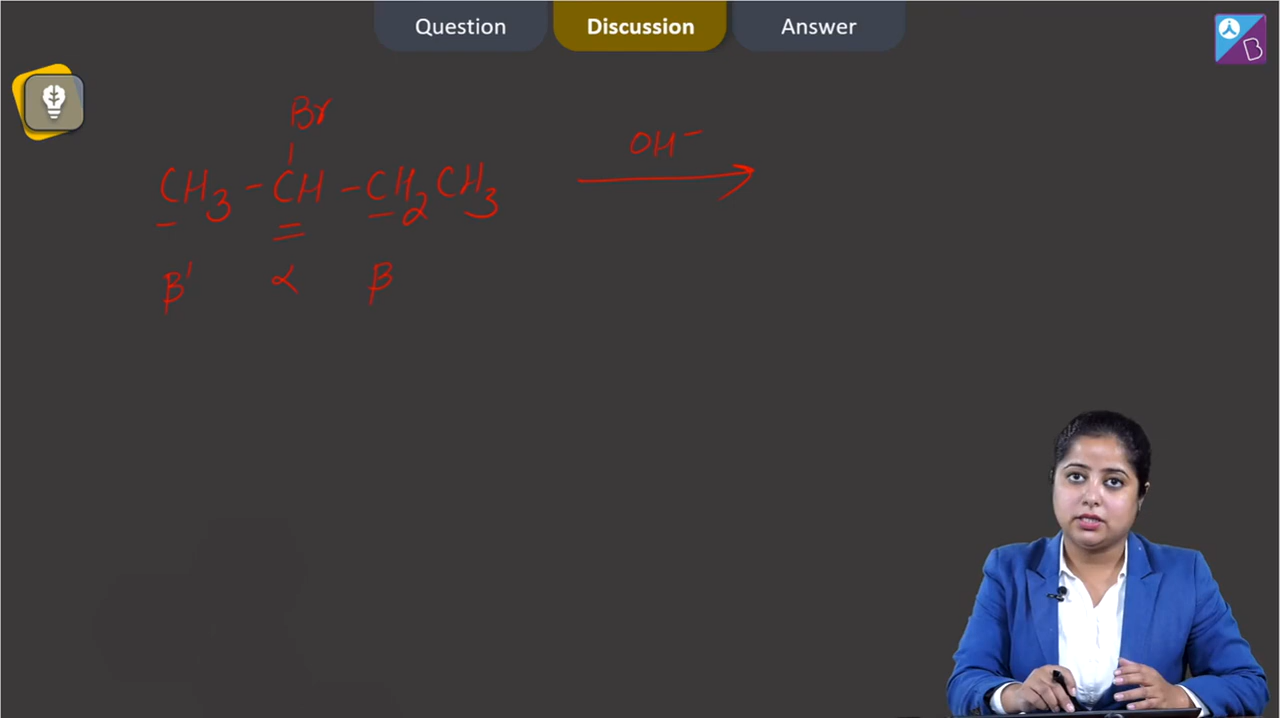 Question Discussion Answer
B
Br
CH3 - CH - CH2CH3
OH⁻
β' α β